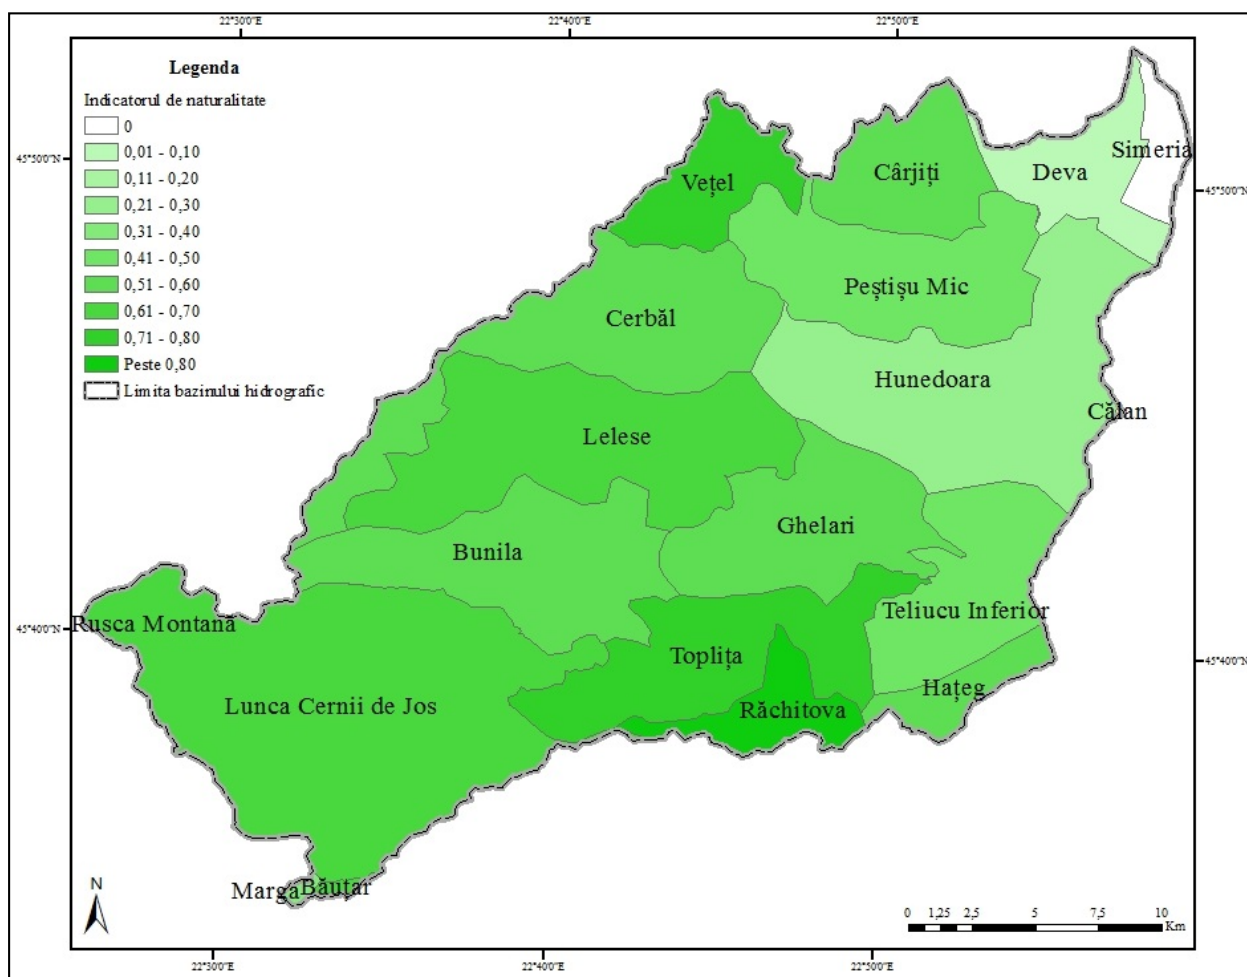 22°30'0"E 22°40'0"E 22°50'0"E
Legenda
Indicatorul de naturalitate
0
0,01 - 0,10
0,11 - 0,20
0,21 - 0,30
0,31 - 0,40
0,41 - 0,50
0,51 - 0,60
0,61 - 0,70
0,71 - 0,80
Peste 0,80
Limita bazinului hidrografic
45°50'0"N
45°50'0"N
Simeria
Deva
Cârjiți
Vețel
Peștișu Mic
Cerbăl
Hunedoara
Călan
Lelese
Ghelari
Bunila
Teliucu Inferior
Rusca Montană
45°40'0"N
45°40'0"N
Toplița
Hațeg
Lunca Cernii de Jos
Răchitova
Marga
Băuțar
N
0 1,25 2,5 5 7,5 10
Km
22°30'0"E 22°40'0"E 22°50'0"E